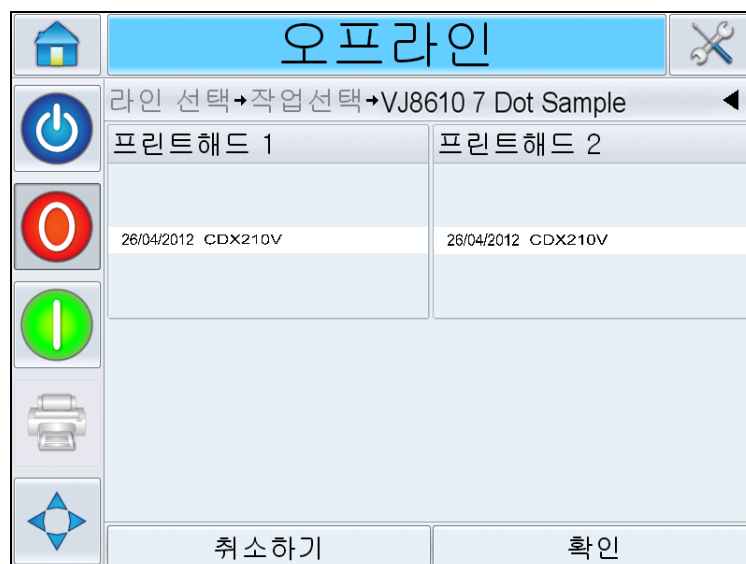 오프라인
라인 선택→작업선택→VJ8610 7 Dot Sample
프린트해드 1
프린트해드 2
26/04/2012 CDX210V
26/04/2012 CDX210V
취소하기
확인